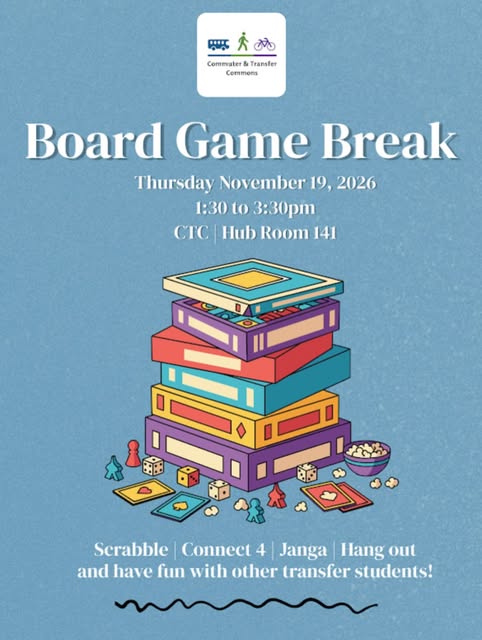 Commuter & Transfer
Commons
Board Game Break
Thursday November 19, 2026
1:30 to 3:30pm
CTC | Hub Room 141
Scrabble | Connect 4 | Janga | Hang out
and have fun with other transfer students!